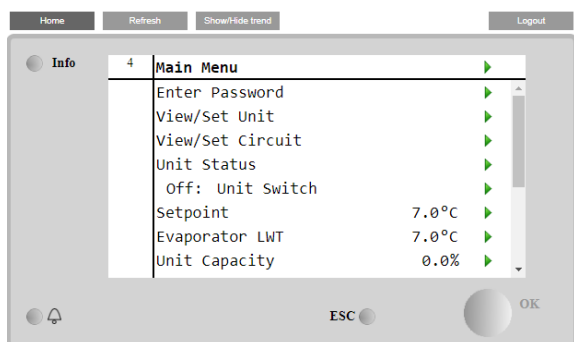 Home Refresh Show/Hide trend Logout
Info
4 Main Menu
Enter Password
View/Set Unit
View/Set Circuit
Unit Status
Off: Unit Switch
Setpoint 7.0°C
Evaporator LWT 7.0°C
Unit Capacity 0.0%
ESC OK